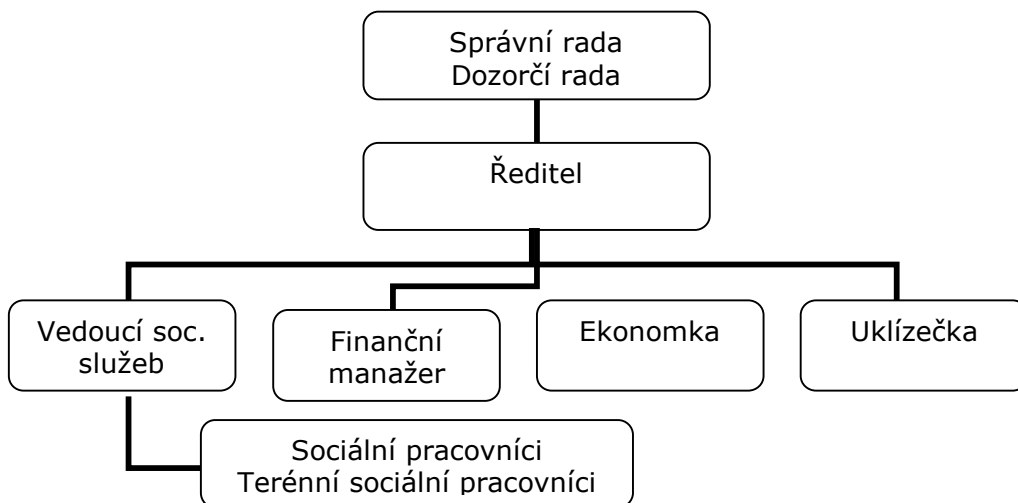 Správní rada
Dozorčí rada
Ředitel
Vedoucí soc.
služeb
Finanční
manažer
Ekonomka
Uklízečka
Sociální pracovníci
Terénní sociální pracovníci